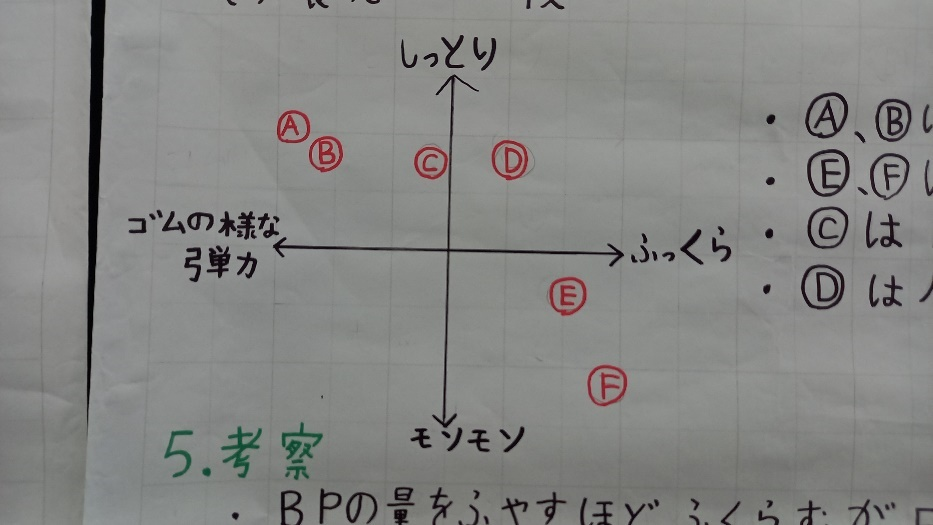 しっとり
A
B
C
D
ゴムの様な
弓単力
ふっくら
E
F
モソモソ
・Ⓐ、Ⓑ
・Ⓔ、Ⓕ
・Ⓒは
・Ⓓは
5.考察
・BPの量をふやすほどふくらむが